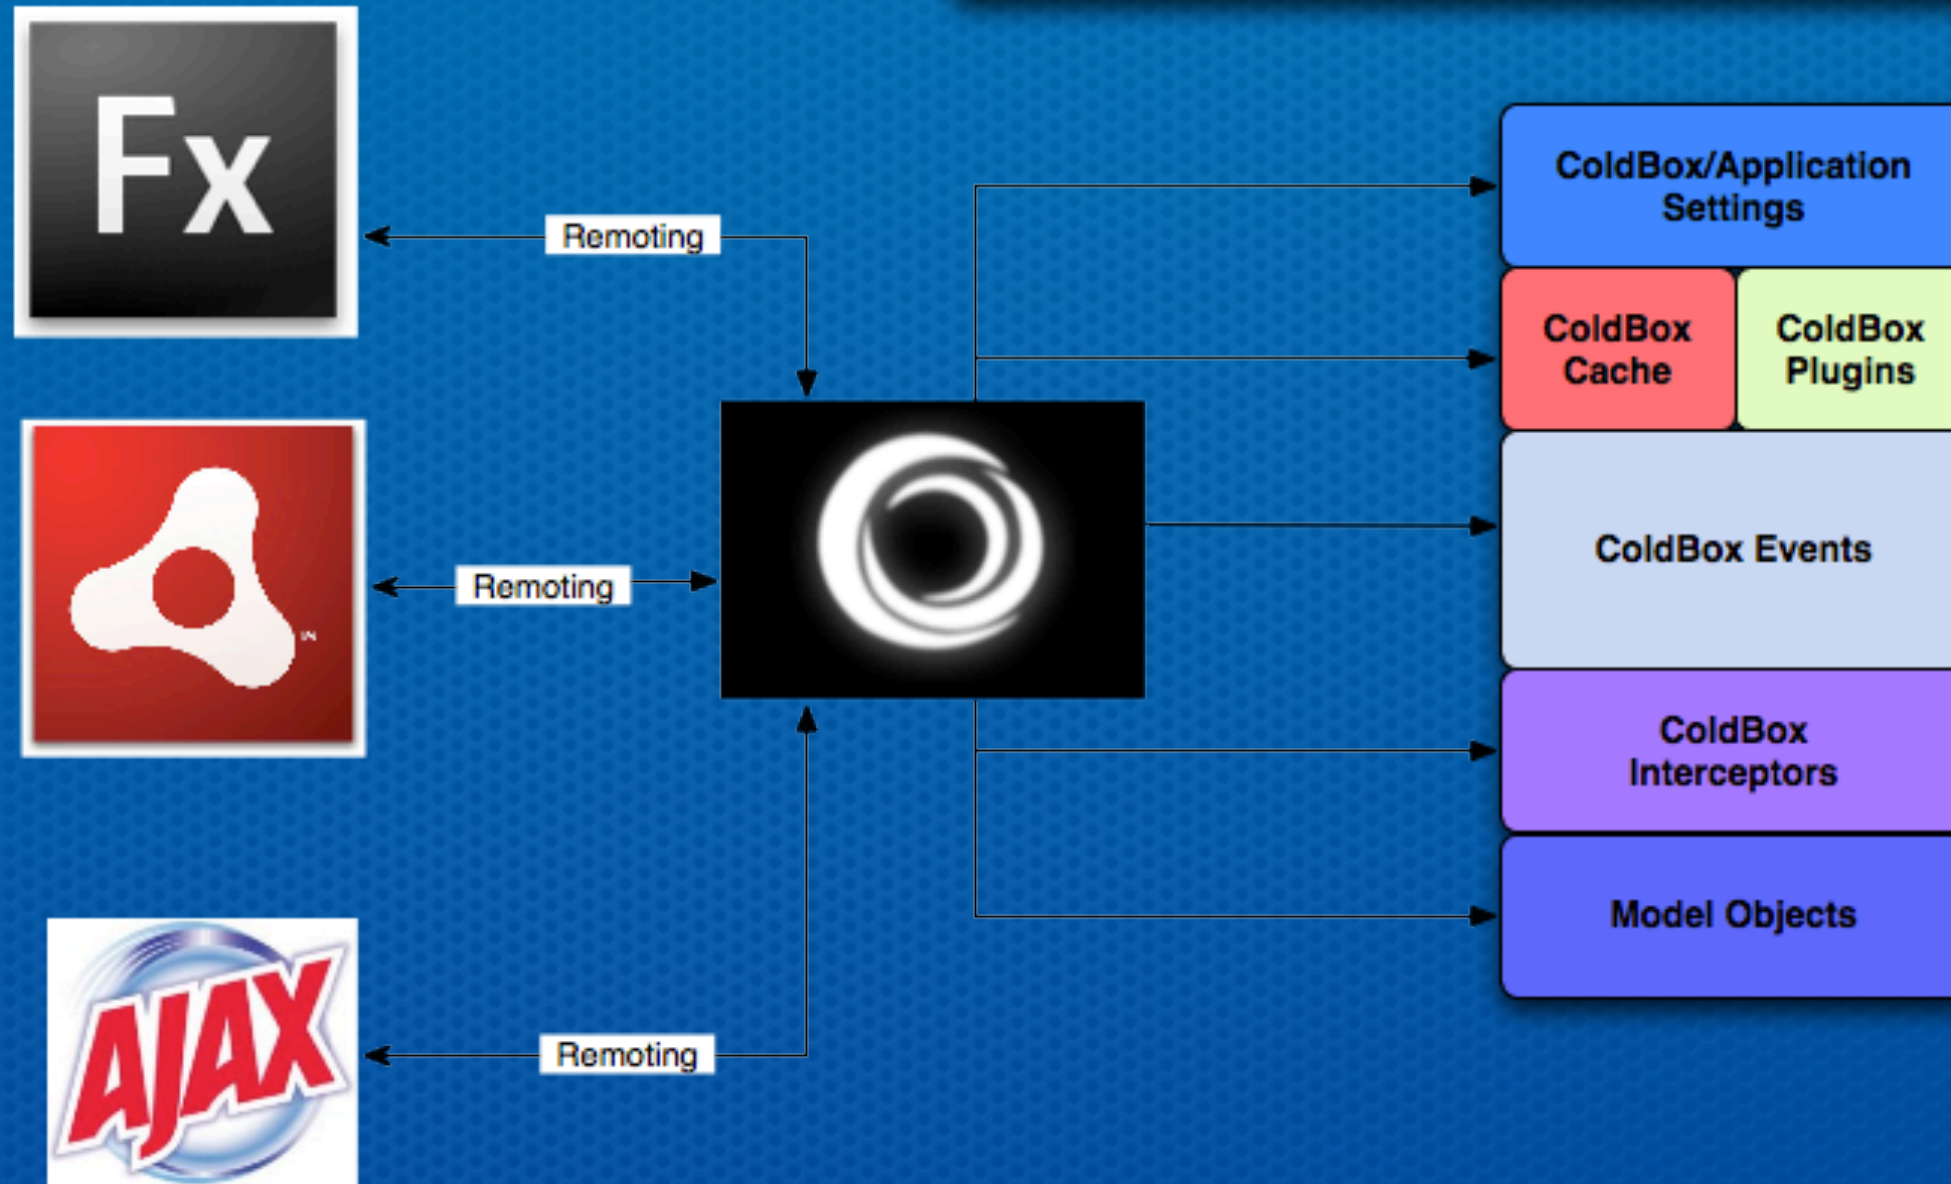 Fx
Remoting
ColdBox/Application
Settings
ColdBox
Cache
ColdBox
Plugins
Remoting
ColdBox Events
ColdBox
Interceptors
Model Objects
AJAX
Remoting